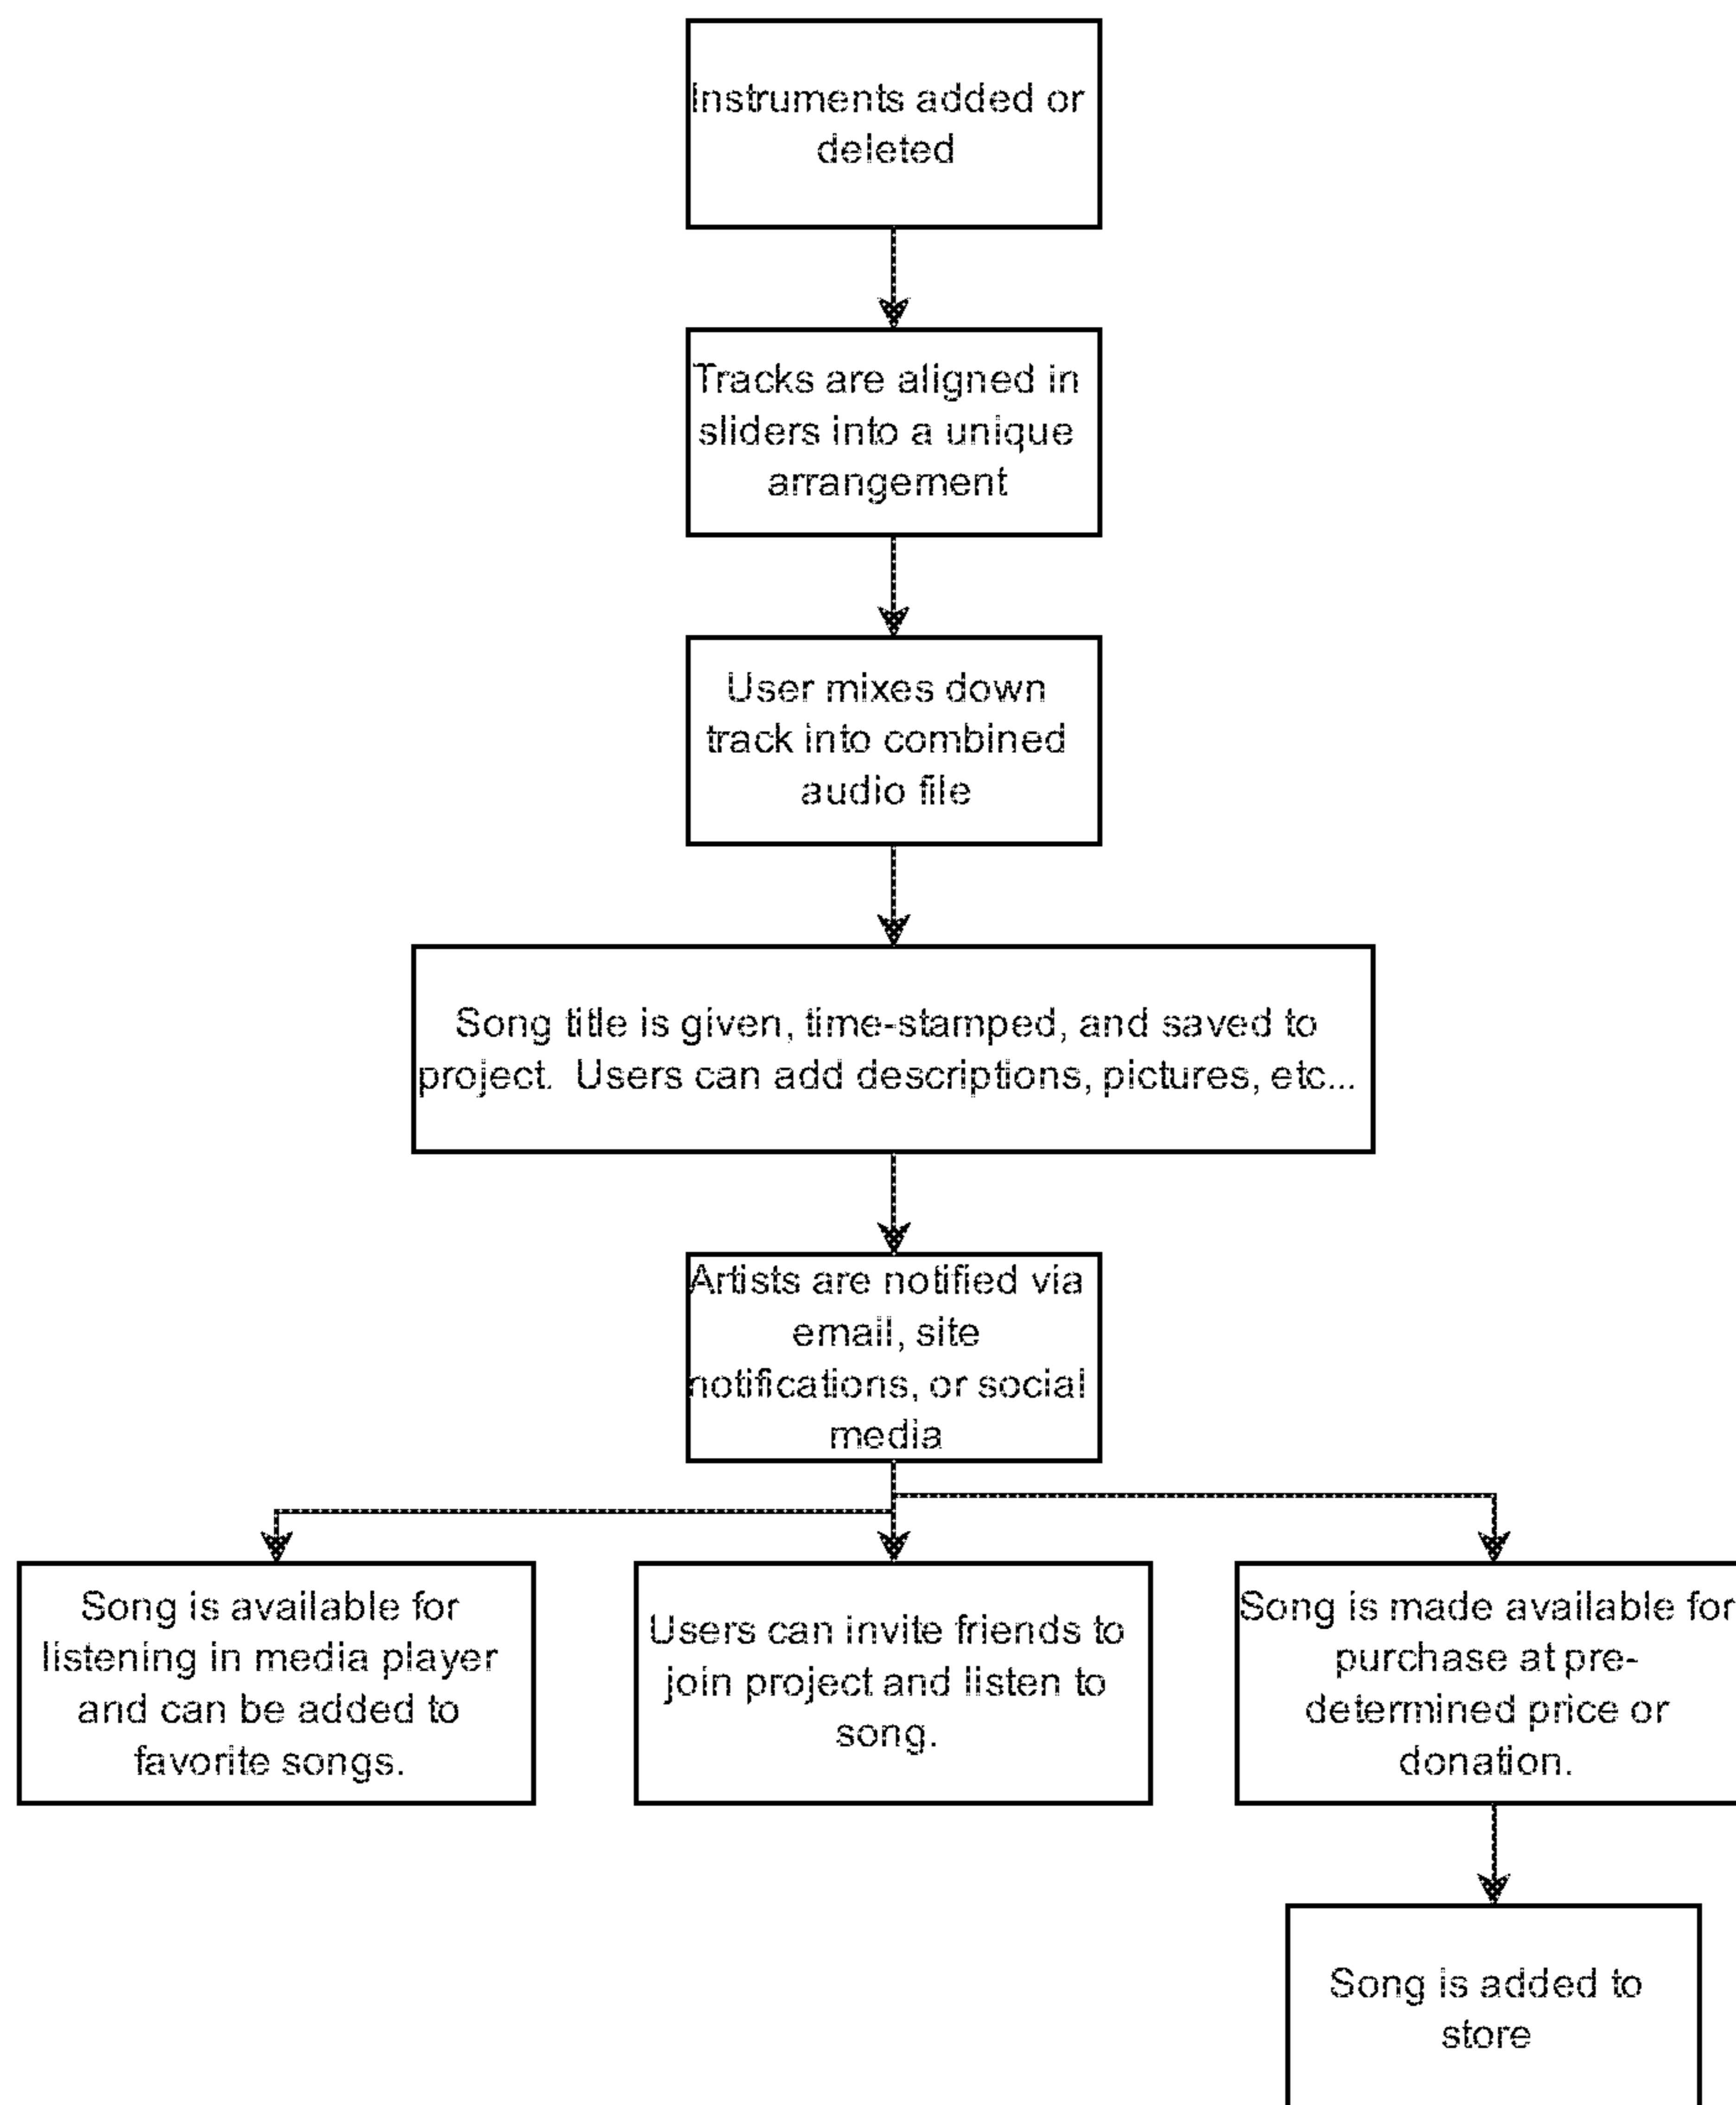 Instruments added or
deleted
Tracks are aligned in
sliders into a unique
arrangement
User mixes down
track into combined
audio file
Song title is given, time-stamped, and saved to
project.  Users can add descriptions, pictures, etc...
Artists are notified via
email, site
notifications, or social
media
Song is available for
listening in media player
and can be added to
favorite songs.
Users can invite friends to
join project and listen to
song.
Song is made available for
purchase at pre-
determined price or
donation.
Song is added to
store